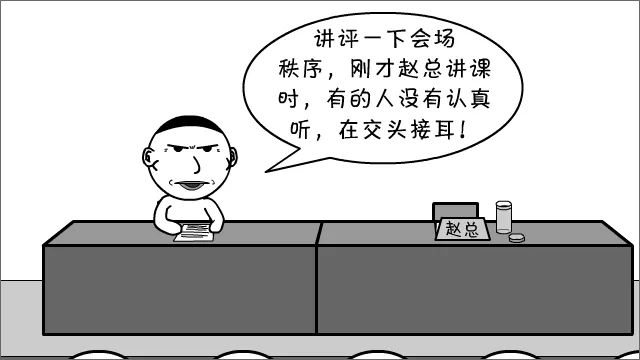 讲评一下会场
秩序，刚才赵总讲课
时，有的人没有认真
听，在交头接耳！
赵总